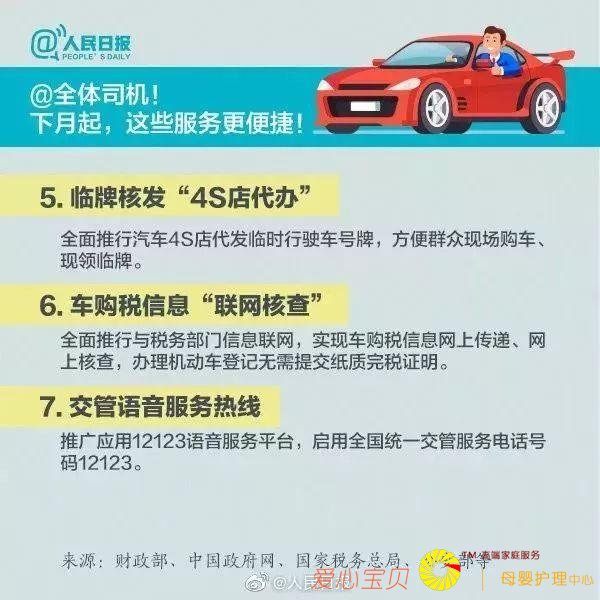 @人民日报
PEOPLE'S DAILY
@全体司机！
下月起，这些服务更便捷！
5. 临牌核发“4S店代办”
全面推行汽车4S店代发临时行驶车号牌，方便群众现场购车、
现领临牌。
6. 车购税信息“联网核查”
全面推行与税务部门信息联网，实现车购税信息网上传递、网
上核查，办理机动车登记无需提交纸质完税证明。
7. 交管语音服务热线
推广应用12123语音服务平台，启用全国统一交管服务电话号
码12123。
来源：财政部、中国政府网、国家税务总局、公安部等
TM 高端家庭服务
@人民日报
爱心宝贝
母婴护理中心